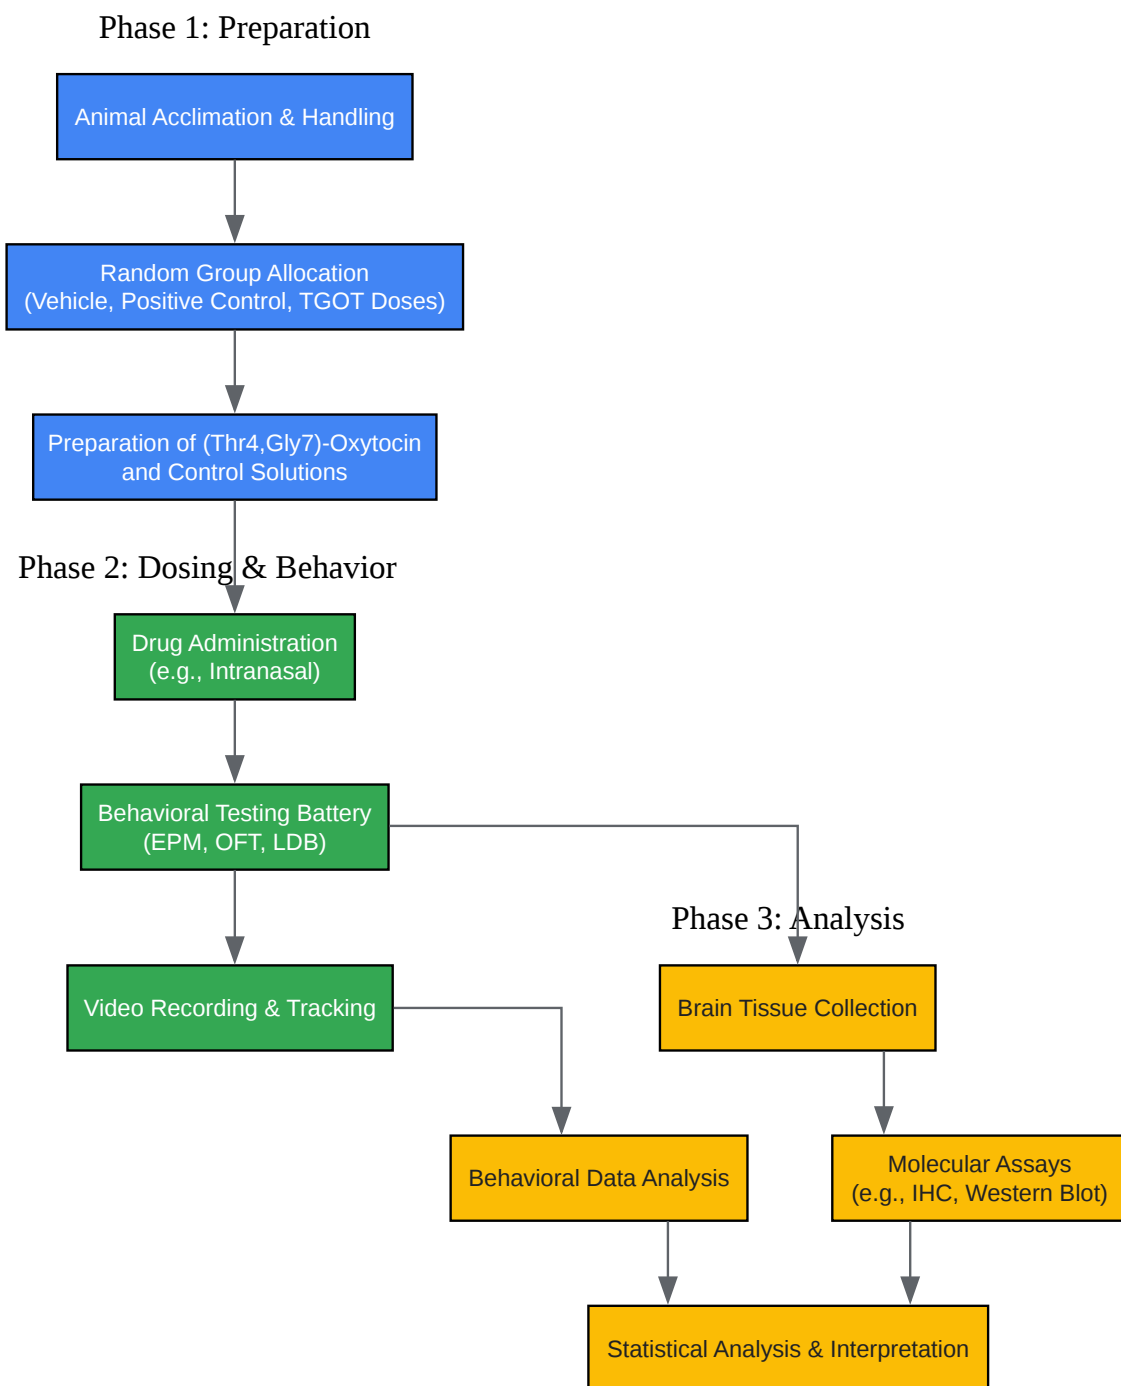 Phase 1: Preparation
Animal Acclimation & Handling
Random Group Allocation
(Vehicle, Positive Control, TGOT Doses)
Preparation of (Thr4,Gly7)-Oxytocin
and Control Solutions
Phase 2: Dosing & Behavior
Drug Administration
(e.g., Intranasal)
Behavioral Testing Battery
(EPM, OFT, LDB)
Video Recording & Tracking
Phase 3: Analysis
Brain Tissue Collection
Behavioral Data Analysis
Molecular Assays
(e.g., IHC, Western Blot)
Statistical Analysis & Interpretation